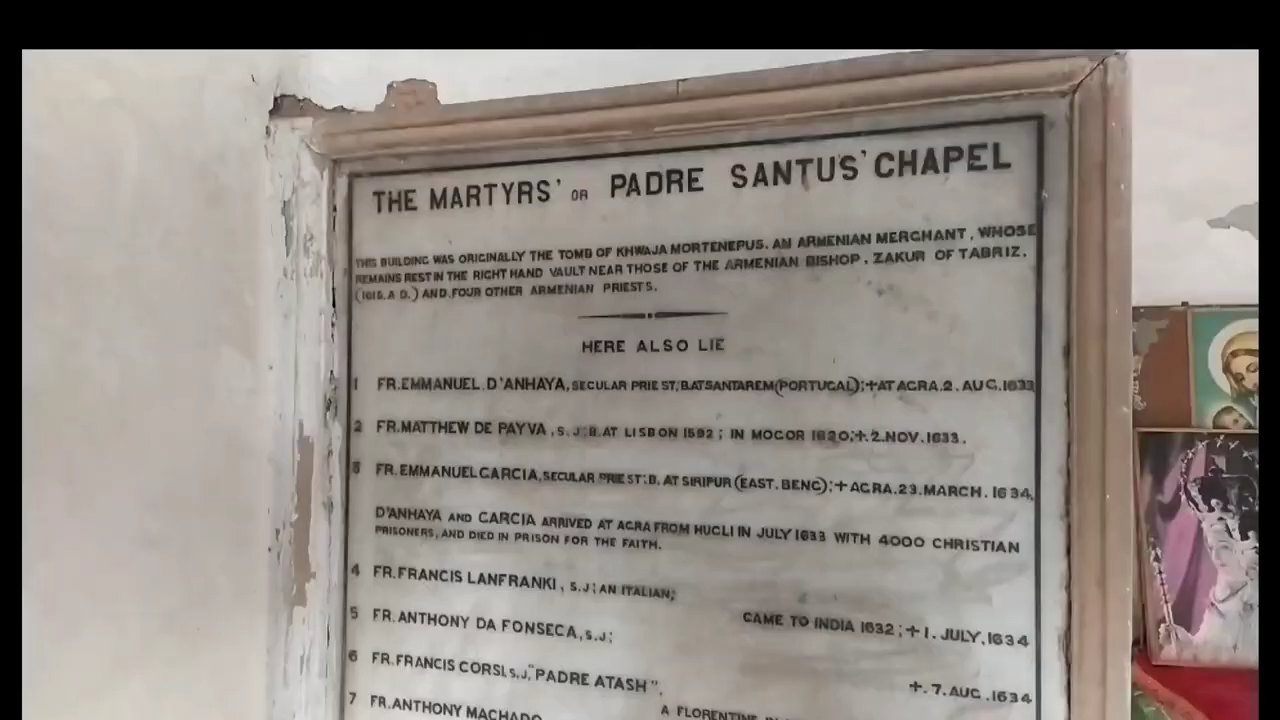 THE MARTYRS' OR PADRE SANTUS' CHAPEL
THIS BUILDING WAS ORIGINALLY THE TOMB OF KHWAJA MORTENEPUS. AN ARMENIAN MERCHANT, WHOSE
REMAINS REST IN THE RIGHT HAND VAULT NEAR THOSE OF THE ARMENIAN BISHOP. ZAKUR OF TABRIZ.
(1615. A D.) AND.FOUR OTHER ARMENIAN PRIESTS.
HERE ALSO LIE
1 FR.EMMANUEL D'ANHAYA, SECULAR PRIEST; B.AT SANTAREM (PORTUGAL); + AT AGRA.2. AUG.1633
2 FR.MATTHEW DE PAYVA, S.J; B.AT LISBON 1592; IN MOGOR 1620; +.2.NOV.1633.
3 FR.EMMANUEL GARCIA, SECULAR PRIEST; B. AT SIRIPUR (EAST. BENG); + AGRA.23.MARCH.1634.
D'ANHAYA AND GARCIA ARRIVED AT AGRA FROM HUGLI IN JULY 1633 WITH 4000 CHRISTIAN
PRISONERS, AND DIED IN PRISON FOR THE FAITH.
4 FR.FRANCIS LANFRANKI, S.J; AN ITALIAN;
CAME TO INDIA 1632; + 1. JULY.1634
5 FR.ANTHONY DA FONSECA, S.J;
+. 7.AUG.1634
6 FR.FRANCIS CORSI, S.J, "PADRE ATASH",
A FLORENTINE
7 FR.ANTHONY MACHADO